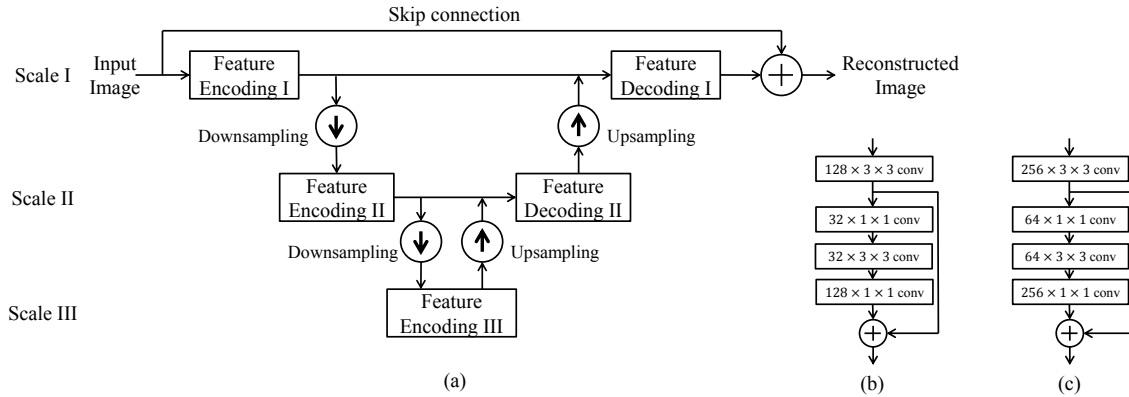 Skip connection
Scale I
Input
Image
Feature
Encoding I
Feature
Decoding I
Reconstructed
Image
Downsampling
Upsampling
Scale II
Feature
Encoding II
Feature
Decoding II
Downsampling
Upsampling
Scale III
Feature
Encoding III
(a)
128 × 3 × 3 conv
32 × 1 × 1 conv
32 × 3 × 3 conv
128 × 1 × 1 conv
(b)
256 × 3 × 3 conv
64 × 1 × 1 conv
64 × 3 × 3 conv
256 × 1 × 1 conv
(c)